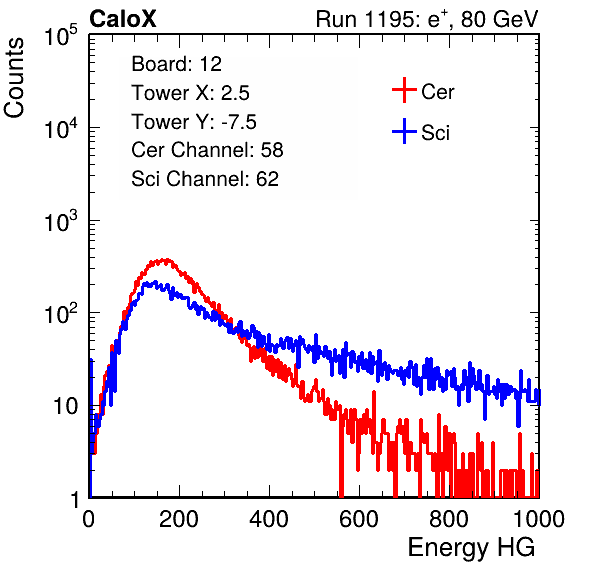 CaloX Run 1195: e⁺, 80 GeV
Counts
10⁵
10⁴
10³
10²
10
1
Board: 12
Tower X: 2.5
Tower Y: -7.5
Cer Channel: 58
Sci Channel: 62
Cer
Sci
0 200 400 600 800 1000
Energy HG